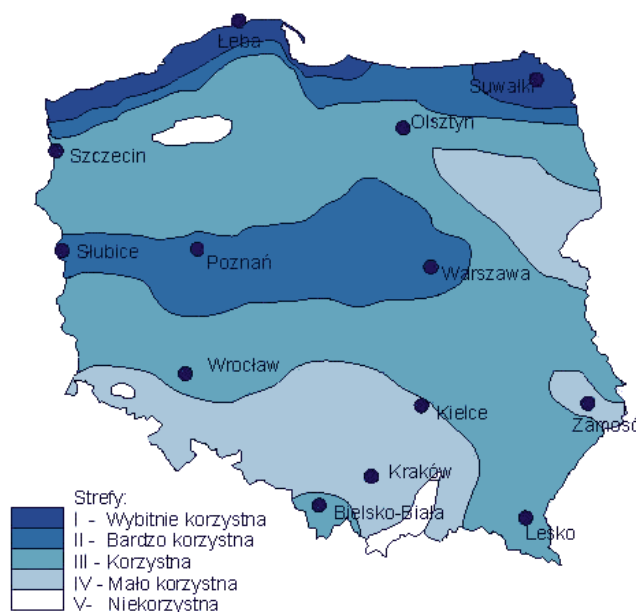 Łeba
Suwałki
Olsztyn
Szczecin
Słubice
Poznań
Warszawa
Wrocław
Kielce
Zamość
Kraków
Bielsko-Biała
Lesko
Strefy:
I - Wybitnie korzystna
II - Bardzo korzystna
III - Korzystna
IV - Mało korzystna
V- Niekorzystna